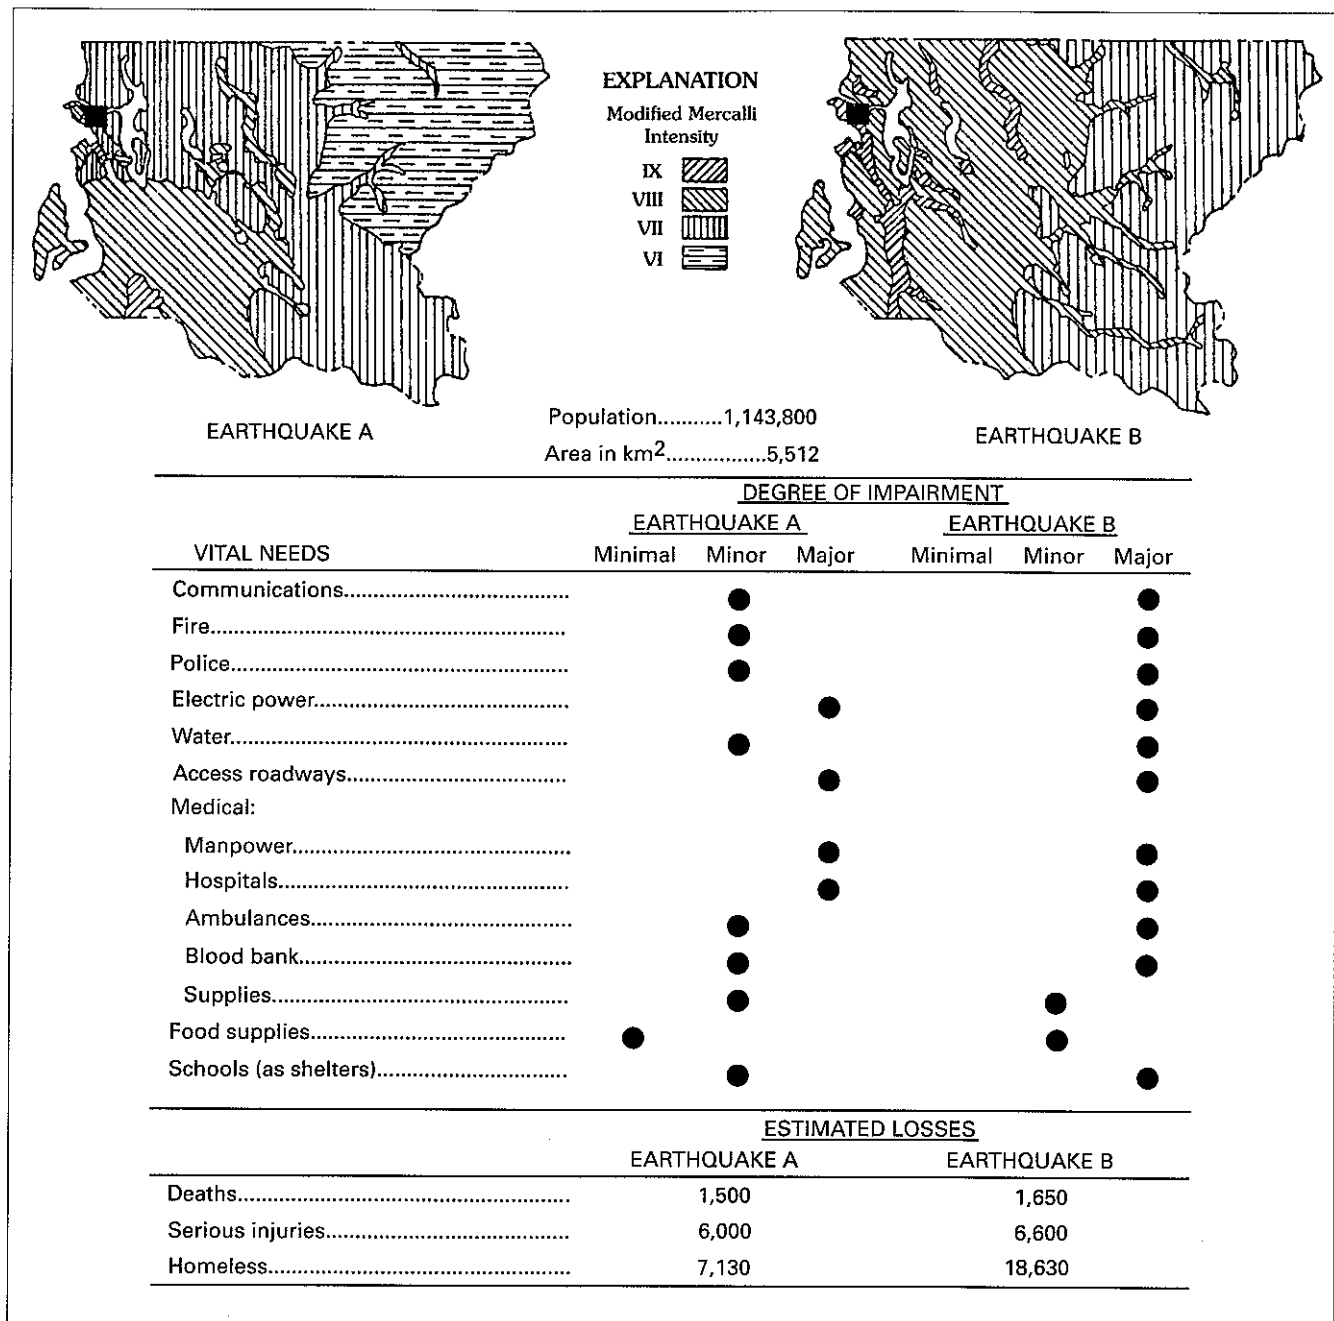 EXPLANATION
Modified Mercalli
Intensity
IX
VIII
VII
VI
EARTHQUAKE A
Population...........1,143,800
Area in km2.................5,512
EARTHQUAKE B
DEGREE OF IMPAIRMENT
EARTHQUAKE A EARTHQUAKE B
VITAL NEEDS Minimal Minor Major Minimal Minor Major
Communications
Fire
Police
Electric power
Water
Access roadways
Medical:
Manpower
Hospitals
Ambulances
Blood bank
Supplies
Food supplies
Schools (as shelters)
ESTIMATED LOSSES
EARTHQUAKE A EARTHQUAKE B
Deaths 1,500 1,650
Serious injuries 6,000 6,600
Homeless 7,130 18,630